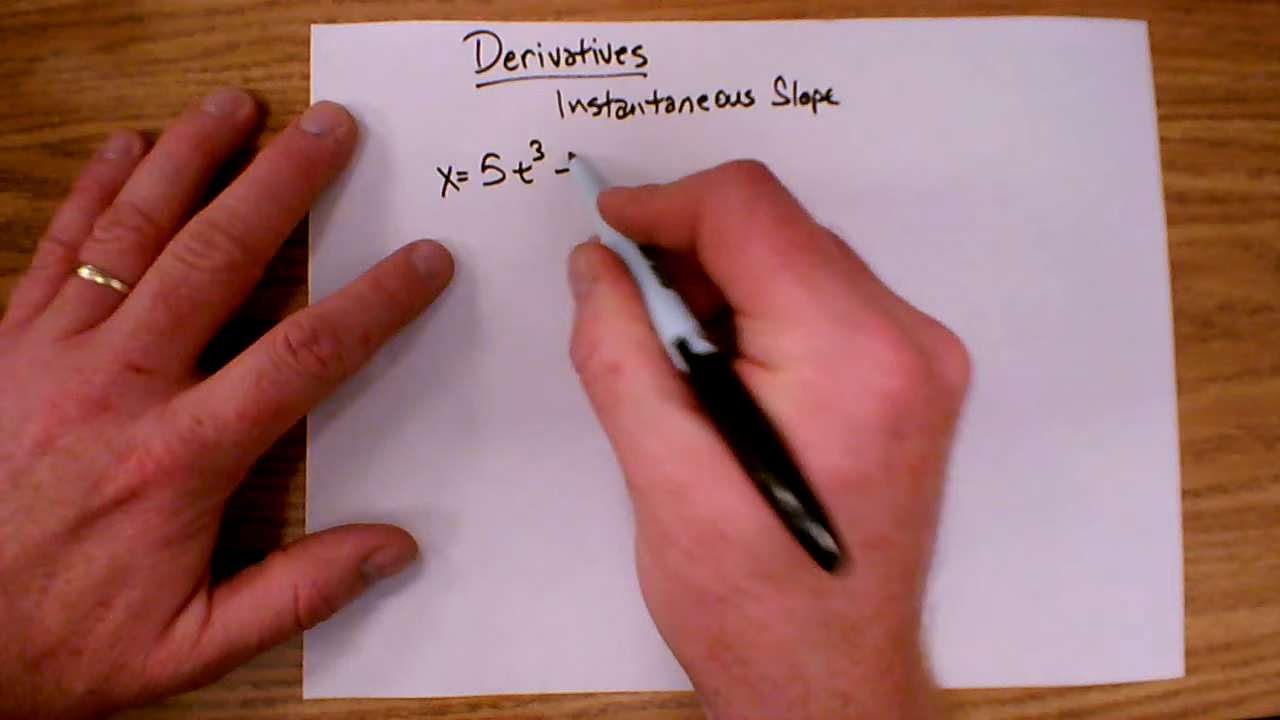 Derivatives
Instantaneous Slope
x= 5t³ -